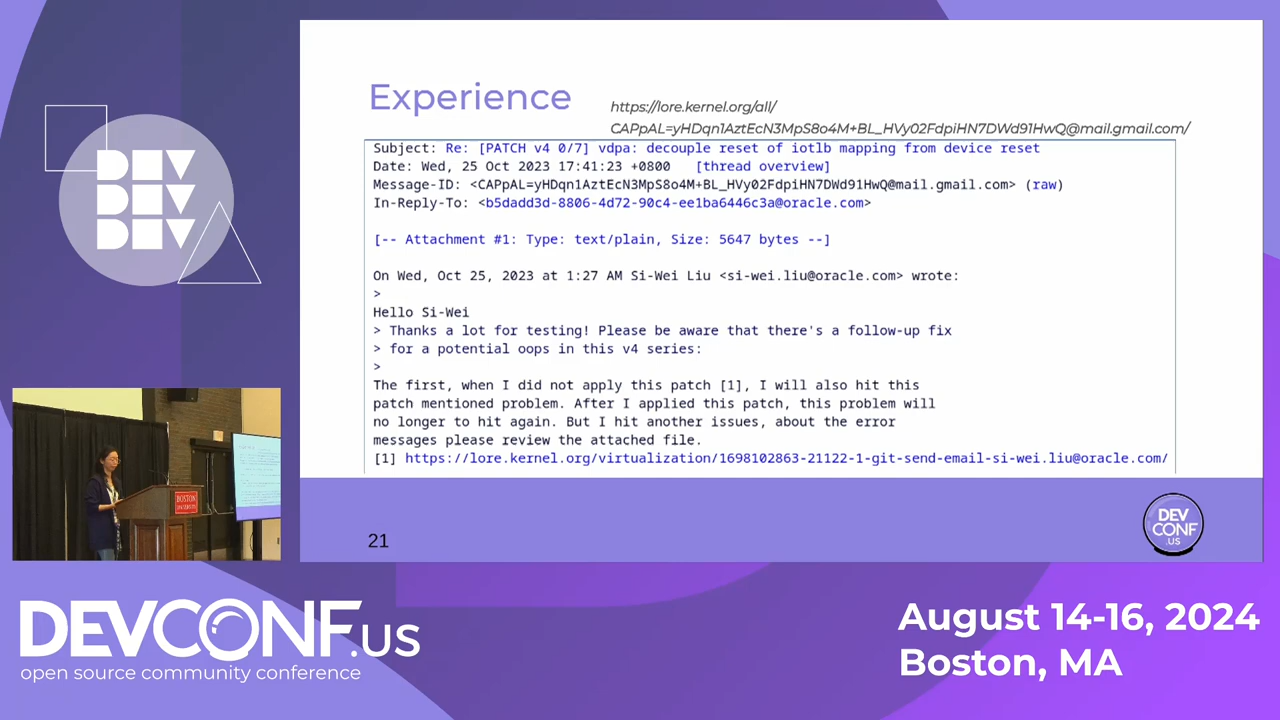 DEV
DEV
DEV
Experience
https://lore.kernel.org/all/
CAPpAL=yHDqn1AztEcN3MpS8o4M+BL_HVy02FdpiHN7DWd91HwQ@mail.gmail.com/
Subject: Re: [PATCH v4 0/7] vdpa: decouple reset of iotlb mapping from device reset
Date: Wed, 25 Oct 2023 17:41:23 +0800 [thread overview]
Message-ID: <CAPpAL=yHDqn1AztEcN3MpS8o4M+BL_HVy02FdpiHN7DWd91HwQ@mail.gmail.com> (raw)
In-Reply-To: <b5dadd3d-8806-4d72-90c4-ee1ba6446c3a@oracle.com>
[-- Attachment #1: Type: text/plain, Size: 5647 bytes --]
On Wed, Oct 25, 2023 at 1:27 AM Si-Wei Liu <si-wei.liu@oracle.com> wrote:
>
Hello Si-Wei
> Thanks a lot for testing! Please be aware that there's a follow-up fix
> for a potential oops in this v4 series:
>
The first, when I did not apply this patch [1], I will also hit this
patch mentioned problem. After I applied this patch, this problem will
no longer to hit again. But I hit another issues, about the error
messages please review the attached file.
[1] https://lore.kernel.org/virtualization/1698102863-21122-1-git-send-email-si-wei.liu@oracle.com/
21
DEV
CONF
.US
BOSTON
UNIVERSITY
DEVCONF.US
open source community conference
August 14-16, 2024
Boston, MA